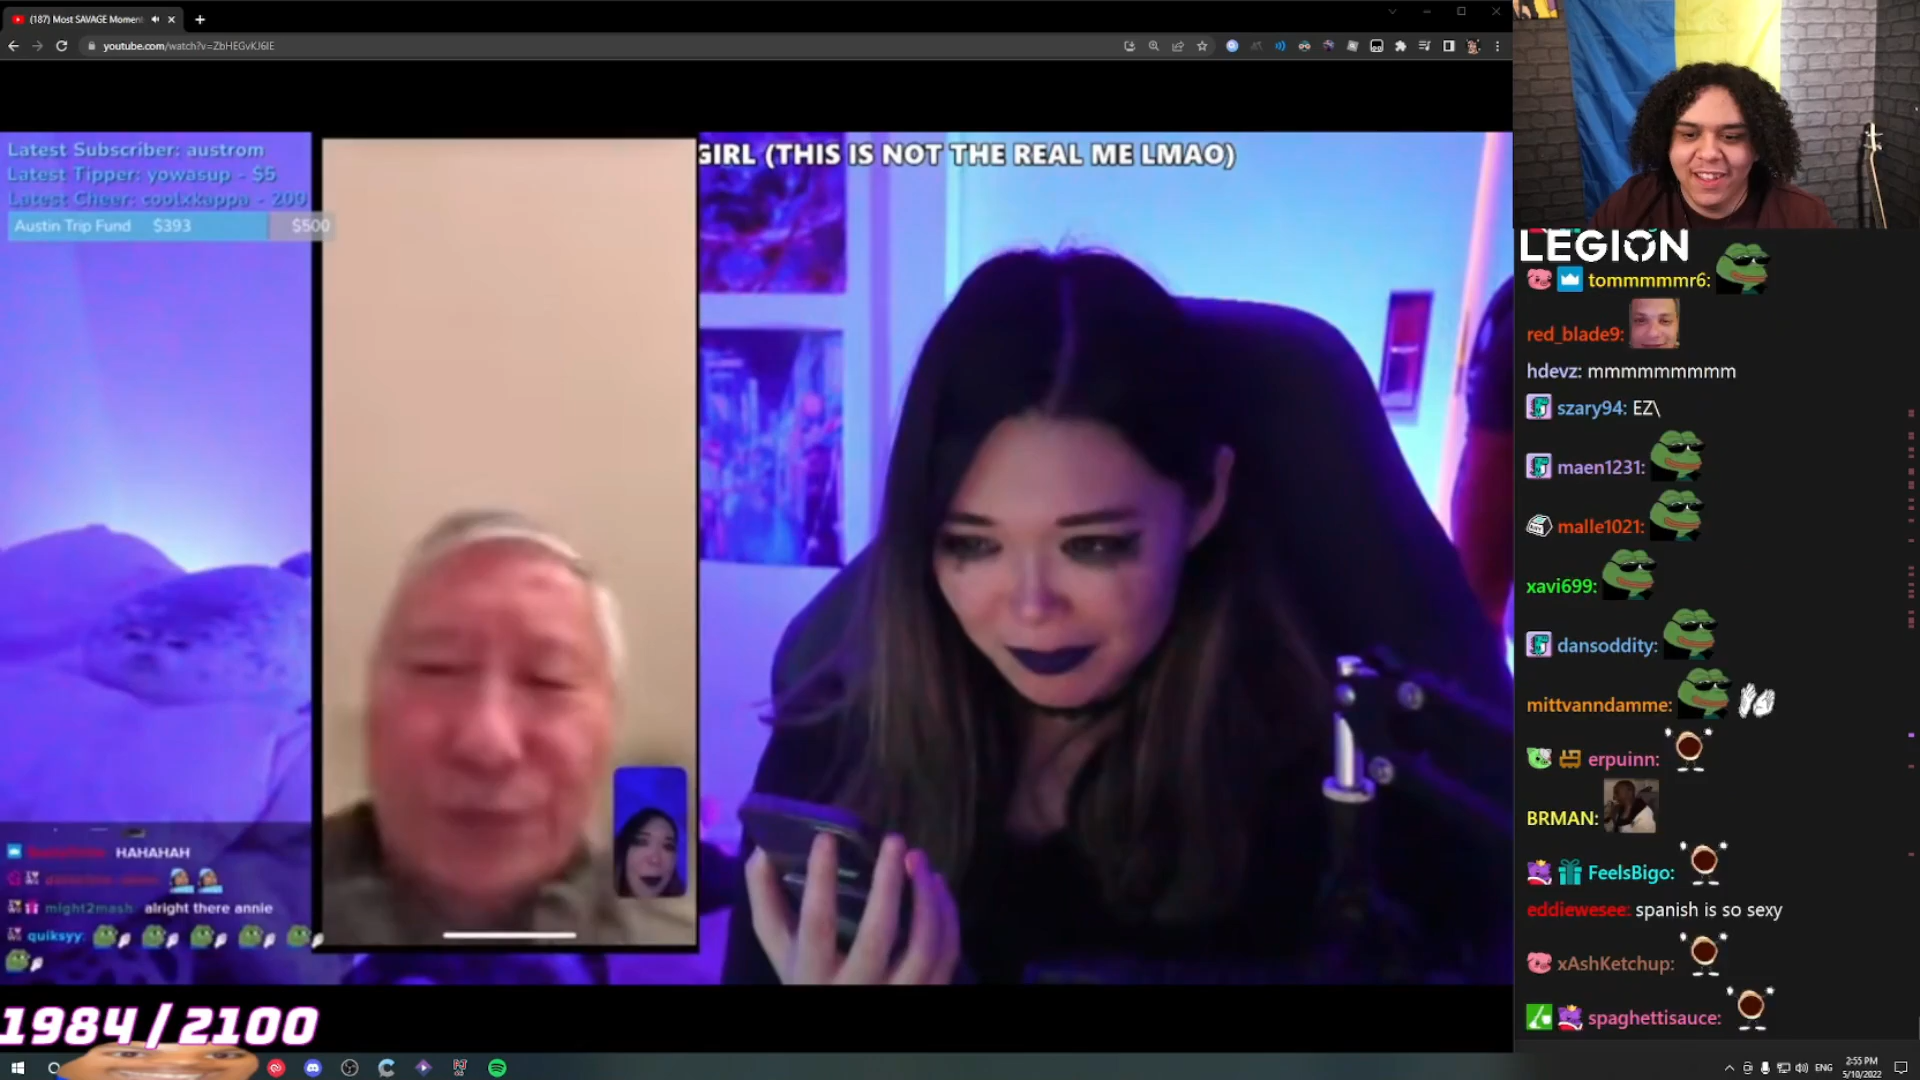 (187) Most SAVAGE Momen
youtube.com/watch?v=ZbHEGvKJ6lE
Latest Subscriber: austrom
Latest Tipper: yowasup - $5
Latest Cheer: coolxkappa - 200
Austin Trip Fund $393 $500
GIRL (THIS IS NOT THE REAL ME LMAO)
HAHAHAH
might2mash: alright there annie
quiksyy:
1984/2100
LEGION
tommmmmr6:
red_blade9:
hdevz: mmmmmmmmm
szary94: EZ\
maen1231:
malle1021:
xavi699:
dansoddity:
mittvanndamme:
erpuinn:
BRMAN:
FeelsBigo:
eddiewesee: spanish is so sexy
xAshKetchup:
spaghettisauce:
ENG
2:55 PM
5/10/2022